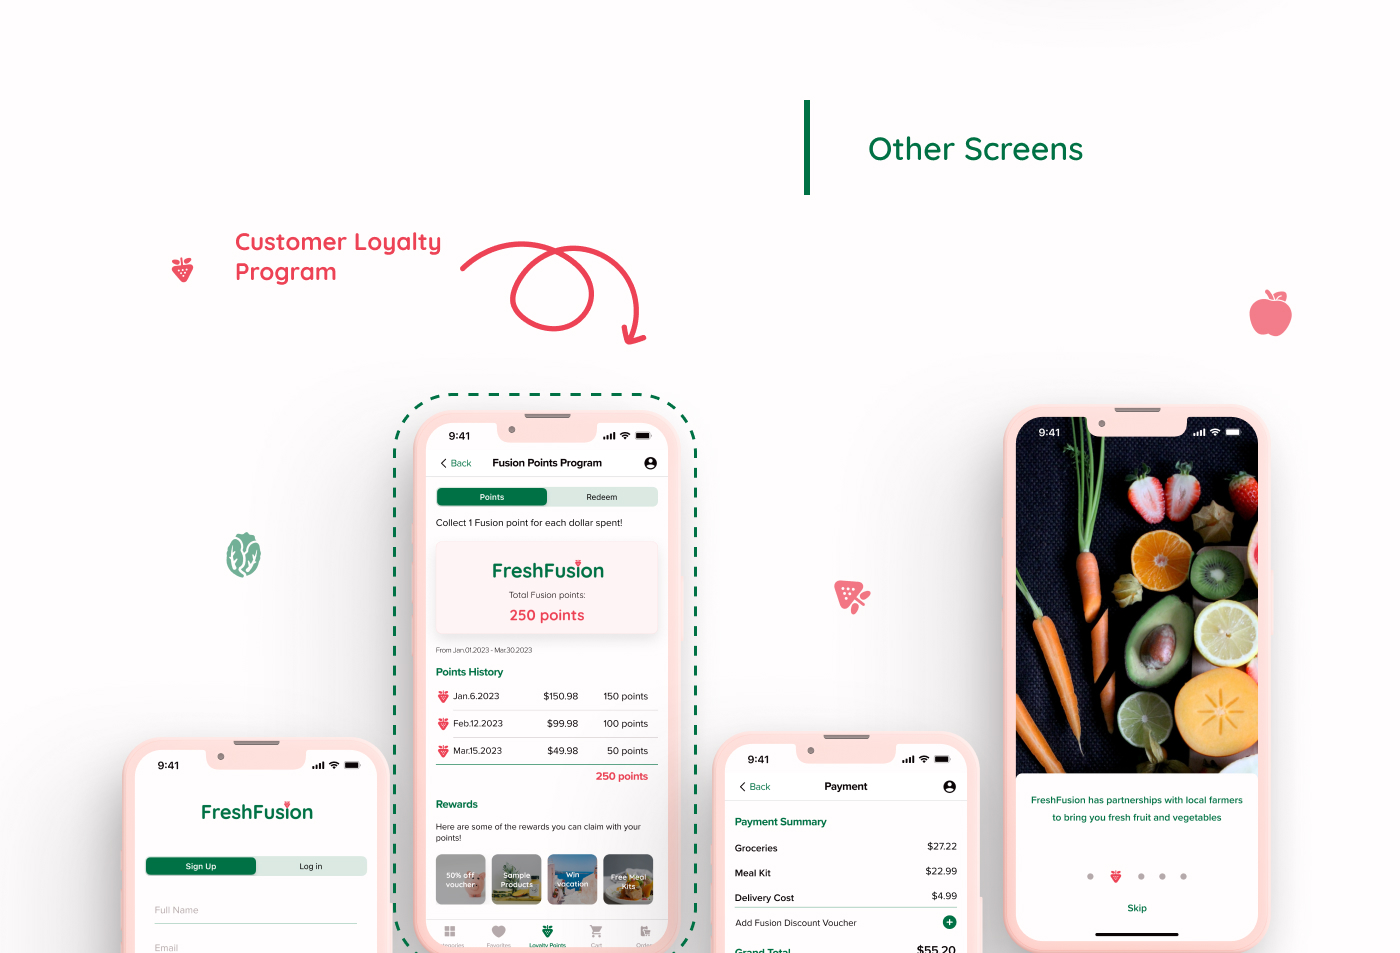 Other Screens
Customer Loyalty
Program
9:41
Back
Fusion Points Program
Points
Redeem
Collect 1 Fusion point for each dollar spent!
FreshFusion
Total Fusion points:
250 points
From Jan.01.2023 - Mar.30.2023
Points History
Jan.6.2023 $150.98 150 points
Feb.12.2023 $99.98 100 points
Mar.15.2023 $49.98 50 points
250 points
Rewards
Here are some of the rewards you can claim with your
points!
50% off
voucher
Sample
Products
Win
vacation
Free Meal
Kits
Favorites
Loyalty Points
Cart
9:41
FreshFusion
Sign Up
Log in
Full Name
Email
9:41
Back
Payment
Payment Summary
Groceries $27.22
Meal Kit $22.99
Delivery Cost $4.99
Add Fusion Discount Voucher
Grand Total $55.20
9:41
FreshFusion has partnerships with local farmers
to bring you fresh fruit and vegetables
Skip